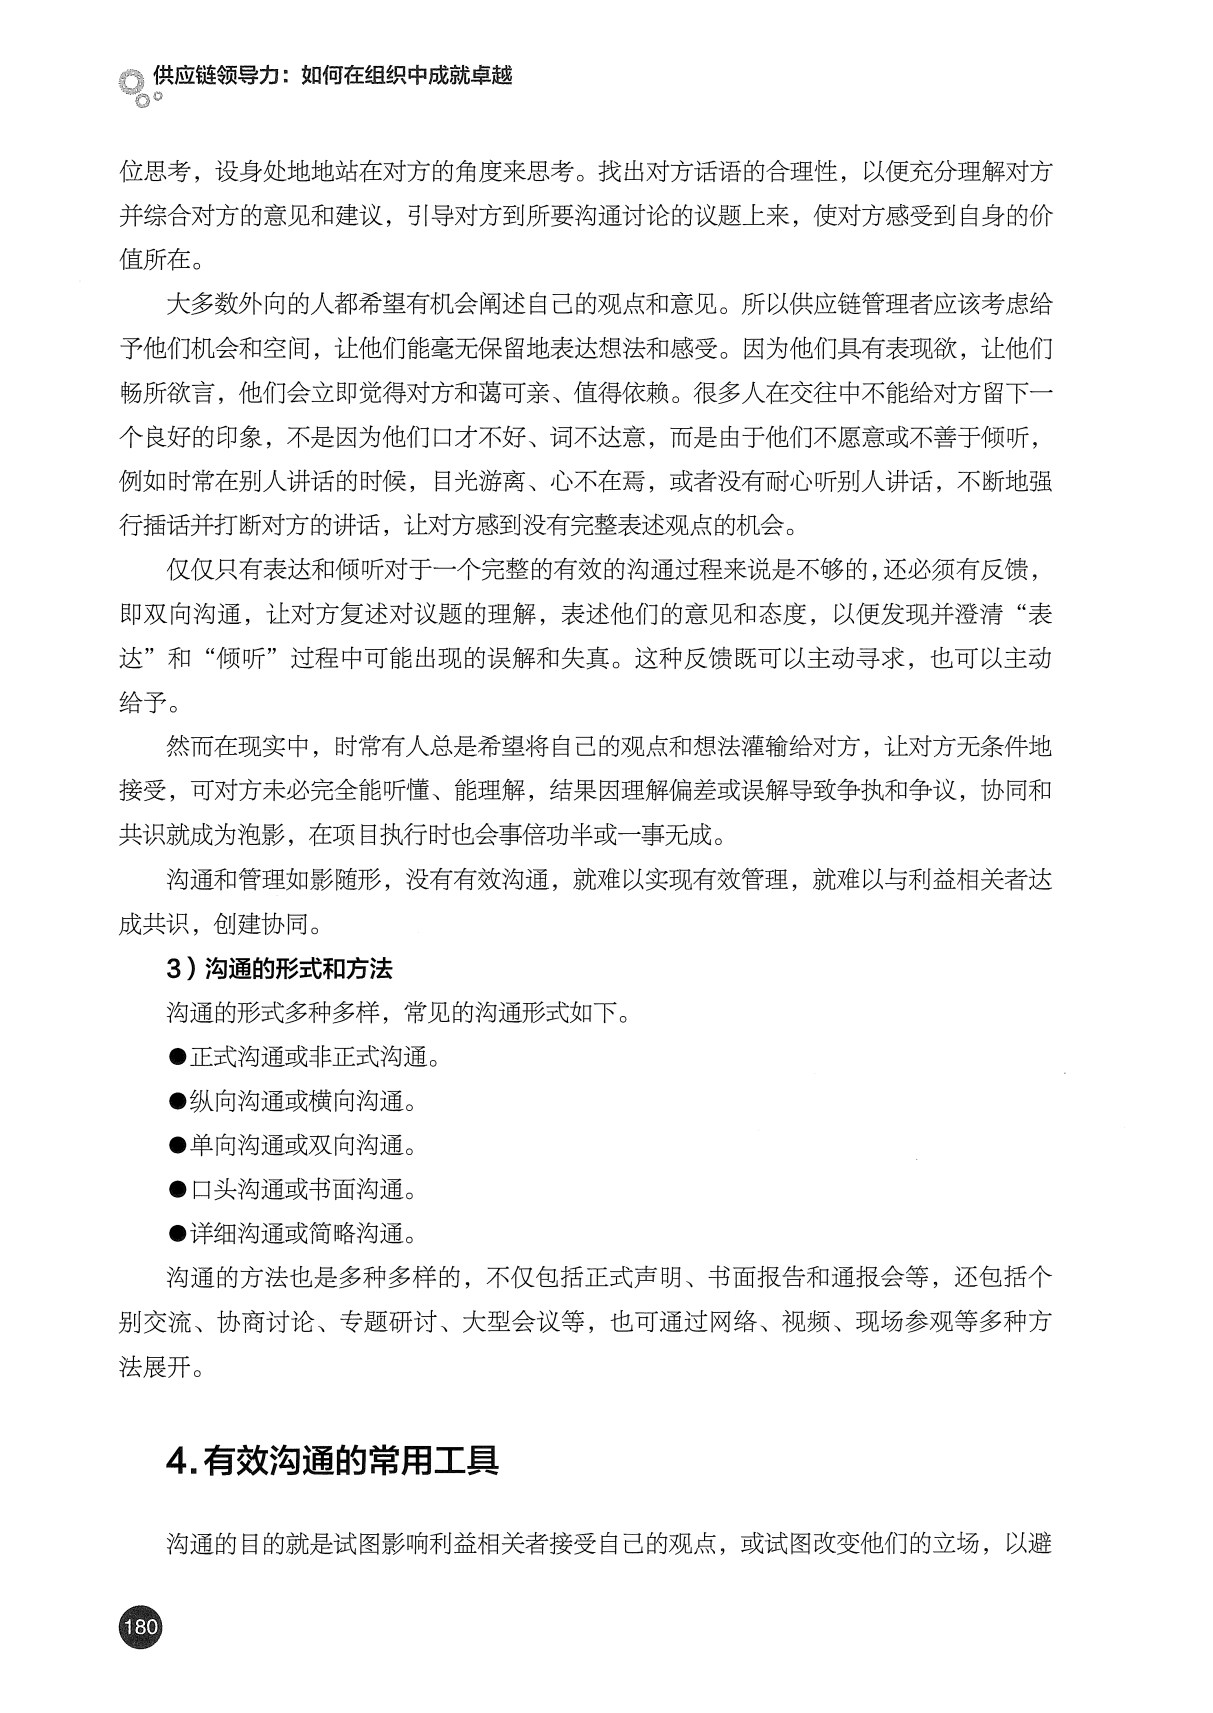 供应链领导力：如何在组织中成就卓越
位思考，设身处地地站在对方的角度来思考。找出对方话语的合理性，以便充分理解对方
并综合对方的意见和建议，引导对方到所要沟通讨论的议题上来，使对方感受到自身的价
值所在。
大多数外向的人都希望有机会阐述自己的观点和意见。所以供应链管理者应该考虑给
予他们机会和空间，让他们能毫无保留地表达想法和感受。因为他们具有表现欲，让他们
畅所欲言，他们会立即觉得对方和蔼可亲、值得依赖。很多人在交往中不能给对方留下一
个良好的印象，不是因为他们口才不好、词不达意，而是由于他们不愿意或不善于倾听，
例如时常在别人讲话的时候，目光游离、心不在焉，或者没有耐心听别人讲话，不断地强
行插话并打断对方的讲话，让对方感到没有完整表述观点的机会。
仅仅只有表达和倾听对于一个完整的有效的沟通过程来说是不够的，还必须有反馈，
即双向沟通，让对方复述对议题的理解，表述他们的意见和态度，以便发现并澄清“表
达”和“倾听”过程中可能出现的误解和失真。这种反馈既可以主动寻求，也可以主动
给予。
然而在现实中，时常有人总是希望将自己的观点和想法灌输给对方，让对方无条件地
接受，可对方未必完全能听懂、能理解，结果因理解偏差或误解导致争执和争议，协同和
共识就成为泡影，在项目执行时也会事倍功半或一事无成。
沟通和管理如影随形，没有有效沟通，就难以实现有效管理，就难以与利益相关者达
成共识，创建协同。
3）沟通的形式和方法
沟通的形式多种多样，常见的沟通形式如下。
●正式沟通或非正式沟通。
●纵向沟通或横向沟通。
●单向沟通或双向沟通。
●口头沟通或书面沟通。
●详细沟通或简略沟通。
沟通的方法也是多种多样的，不仅包括正式声明、书面报告和通报会等，还包括个
别交流、协商讨论、专题研讨、大型会议等，也可通过网络、视频、现场参观等多种方
法展开。
4.有效沟通的常用工具
沟通的目的就是试图影响利益相关者接受自己的观点，或试图改变他们的立场，以避
180